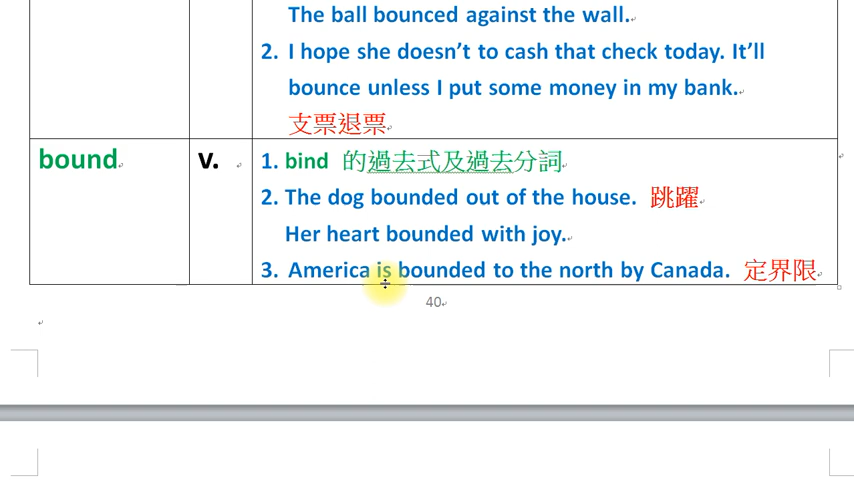 The ball bounced against the wall.
2. I hope she doesn't to cash that check today. It'll
bounce unless I put some money in my bank.
支票退票
bound v. 1. bind 的過去式及過去分詞
2. The dog bounded out of the house. 跳躍
Her heart bounded with joy.
3. America is bounded to the north by Canada. 定界限
40